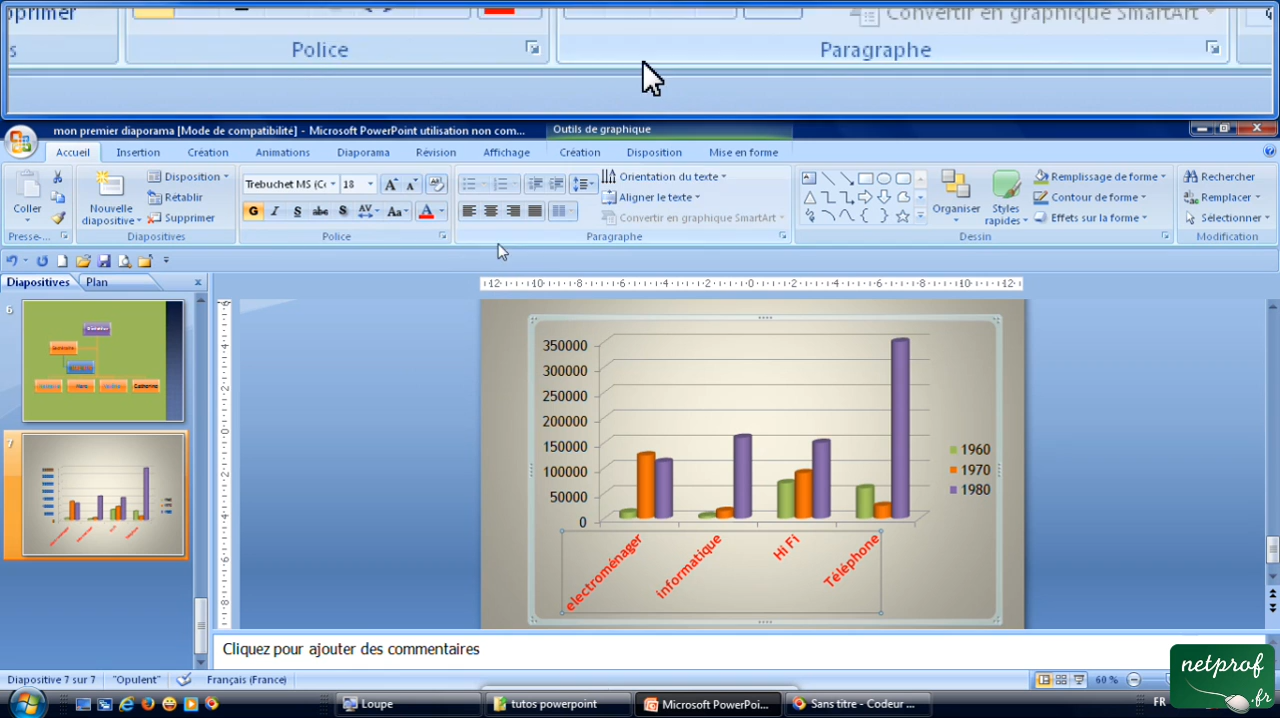 pprimer
Convertir en graphique SmartArt
Police
Paragraphe
mon premier diaporama [Mode de compatibilité] - Microsoft PowerPoint utilisation non com...
Outils de graphique
Accueil
Insertion
Création
Animations
Diaporama
Révision
Affichage
Création
Disposition
Mise en forme
Coller
Nouvelle
diapositive
Disposition
Rétablir
Supprimer
Trebuchet MS (C
18
G I S abc S AV Aa A
Orientation du texte
Aligner le texte
Convertir en graphique SmartArt
Organiser
Styles
rapides
Remplissage de forme
Contour de forme
Effets sur la forme
Rechercher
Remplacer
Sélectionner
Presse-...
Diapositives
Police
Paragraphe
Dessin
Modification
Diapositives
Plan
6
Catherine
7
350000
300000
250000
200000
150000
100000
50000
0
1960
1970
1980
electroménager
informatique
Hi Fi
Téléphone
Cliquez pour ajouter des commentaires
Diapositive 7 sur 7
"Opulent"
Français (France)
60 %
netprof
.fr
Loupe
tutos powerpoint
Microsoft PowerPoi...
Sans titre - Codeur ...
FR